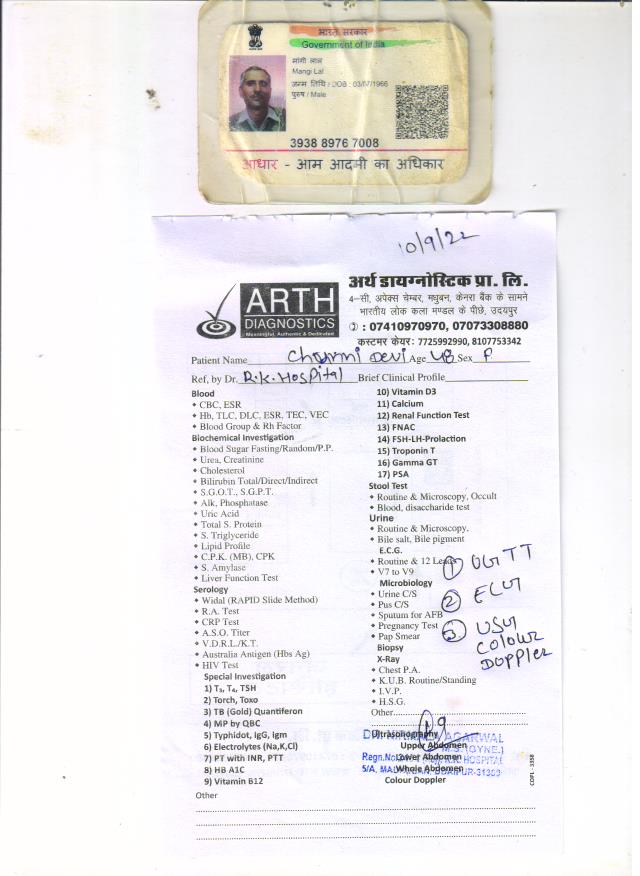 भारत सरकार
Government of India
मांगी लाल
Mangi Lal
जन्म तिथि / DOB : 03/07/1966
पुरुष / Male
3938 8976 7008
आधार - आम आदमी का अधिकार
10/9/22
ARTH
DIAGNOSTICS
Meaningful, Authentic & Dedicated
अर्थ डायग्नोस्टिक प्रा. लि.
4-सी, अपेक्स चेम्बर, मधुबन, केनरा बैंक के सामने
भारतीय लोक कला मण्डल के पीछे, उदयपुर
: 07410970970, 07073308880
कस्टमर केयर: 7725992990, 8107753342
Patient Name Devi Age 48 Sex F
Ref, by Dr. R.K. Hospital Brief Clinical Profile
Blood
CBC, ESR
Hb, TLC, DLC, ESR, TEC, VEC
Blood Group & Rh Factor
Biochemical Investigation
Blood Sugar Fasting/Random/P.P.
Urea, Creatinine
Cholesterol
Bilirubin Total/Direct/Indirect
S.G.O.T., S.G.P.T.
Alk, Phosphatase
Uric Acid
Total S. Protein
S. Triglyceride
Lipid Profile
C.P.K. (MB), CPK
S. Amylase
Liver Function Test
Serology
Widal (RAPID Slide Method)
R.A. Test
CRP Test
A.S.O. Titer
V.D.R.L./K.T.
Australia Antigen (Hbs Ag)
HIV Test
Special Investigation
1) T3, T4, TSH
2) Torch, Toxo
3) TB (Gold) Quantiferon
4) MP by QBC
5) Typhidot, IgG, Igm
6) Electrolytes (Na,K,Cl)
7) PT with INR, PTT
8) HB A1C
9) Vitamin B12
Other
10) Vitamin D3
11) Calcium
12) Renal Function Test
13) FNAC
14) FSH-LH-Prolaction
15) Troponin T
16) Gamma GT
17) PSA
Stool Test
Routine & Microscopy, Occult
Blood, disaccharide test
Urine
Routine & Microscopy,
Bile salt, Bile pigment
E.C.G.
Routine & 12 Leads
V7 to V9
Microbiology
Urine C/S
Pus C/S
Sputum for AFB
Pregnancy Test
Pap Smear
Biopsy
X-Ray
Chest P.A.
K.U.B. Routine/Standing
I.V.P.
H.S.G.
Other
Ultrasonography
Upper Abdomen
Lower Abdomen
Whole Abdomen
Colour Doppler
① OGTT
② ECG
③ USG
Colour
Doppler
AGARWAL
M.S. (GYNE.)
Regn.No. HOSPITAL
COPL-3358